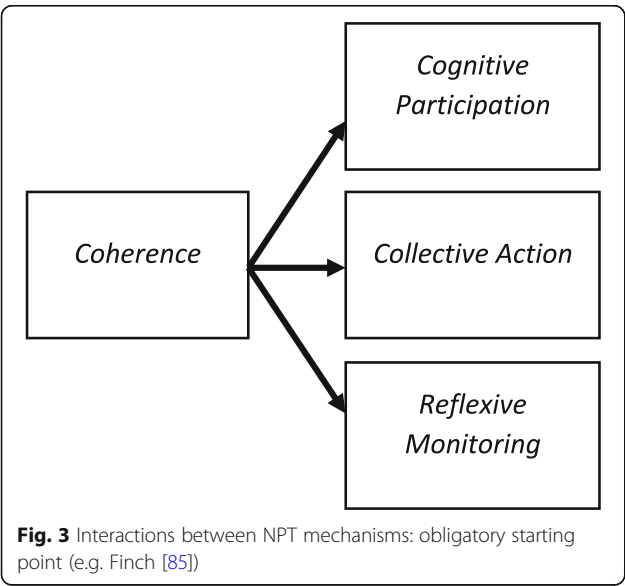 Cognitive
Participation
Coherence
Collective Action
Reflexive
Monitoring
Fig. 3 Interactions between NPT mechanisms: obligatory starting
point (e.g. Finch [85])